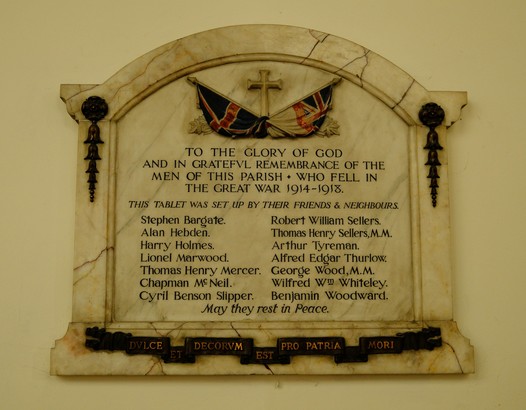 TO THE GLORY OF GOD
AND IN GRATEFVL REMEMBRANCE OF THE
MEN OF THIS PARISH • WHO FELL IN
THE GREAT WAR 1914-1918.
THIS TABLET WAS SET UP BY THEIR FRIENDS & NEIGHBOURS.
Stephen Bargate. Robert William Sellers.
Alan Hebden. Thomas Henry Sellers, M.M.
Harry Holmes. Arthur Tyreman.
Lionel Marwood. Alfred Edgar Thurlow.
Thomas Henry Mercer. George Wood, M.M.
Chapman McNeil. Wilfred Wm Whiteley.
Cyril Benson Slipper. Benjamin Woodward.
May they rest in Peace.
DVLCE ET DECORVM EST PRO PATRIA MORI